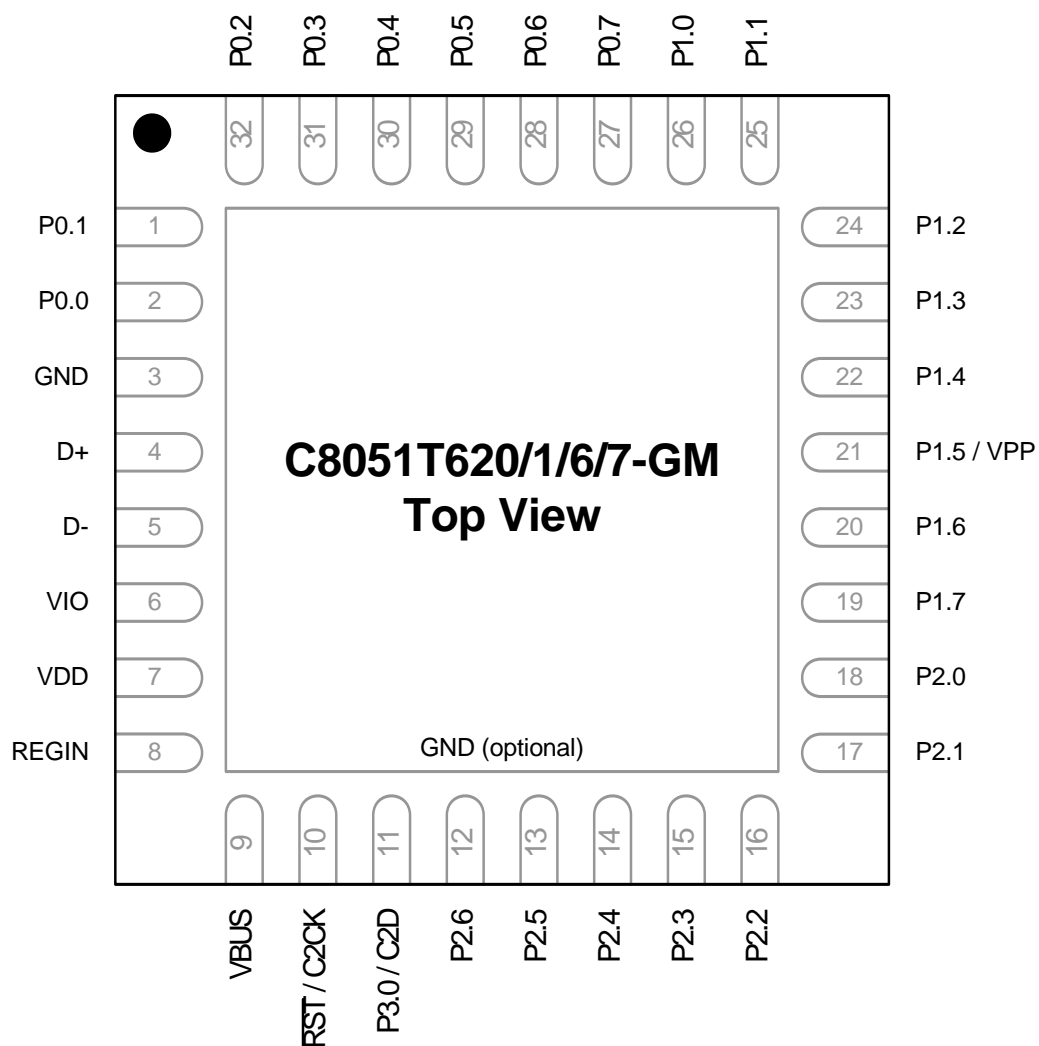 P0.2
P0.3
P0.4
P0.5
P0.6
P0.7
P1.0
P1.1
32
31
30
29
28
27
26
25
P0.1
1
P0.0
2
GND
3
D+
4
D-
5
VIO
6
VDD
7
REGIN
8
C8051T620/1/6/7-GM
Top View
GND (optional)
24
P1.2
23
P1.3
22
P1.4
21
P1.5 / VPP
20
P1.6
19
P1.7
18
P2.0
17
P2.1
9
10
11
12
13
14
15
16
VBUS
RST / C2CK
P3.0 / C2D
P2.6
P2.5
P2.4
P2.3
P2.2